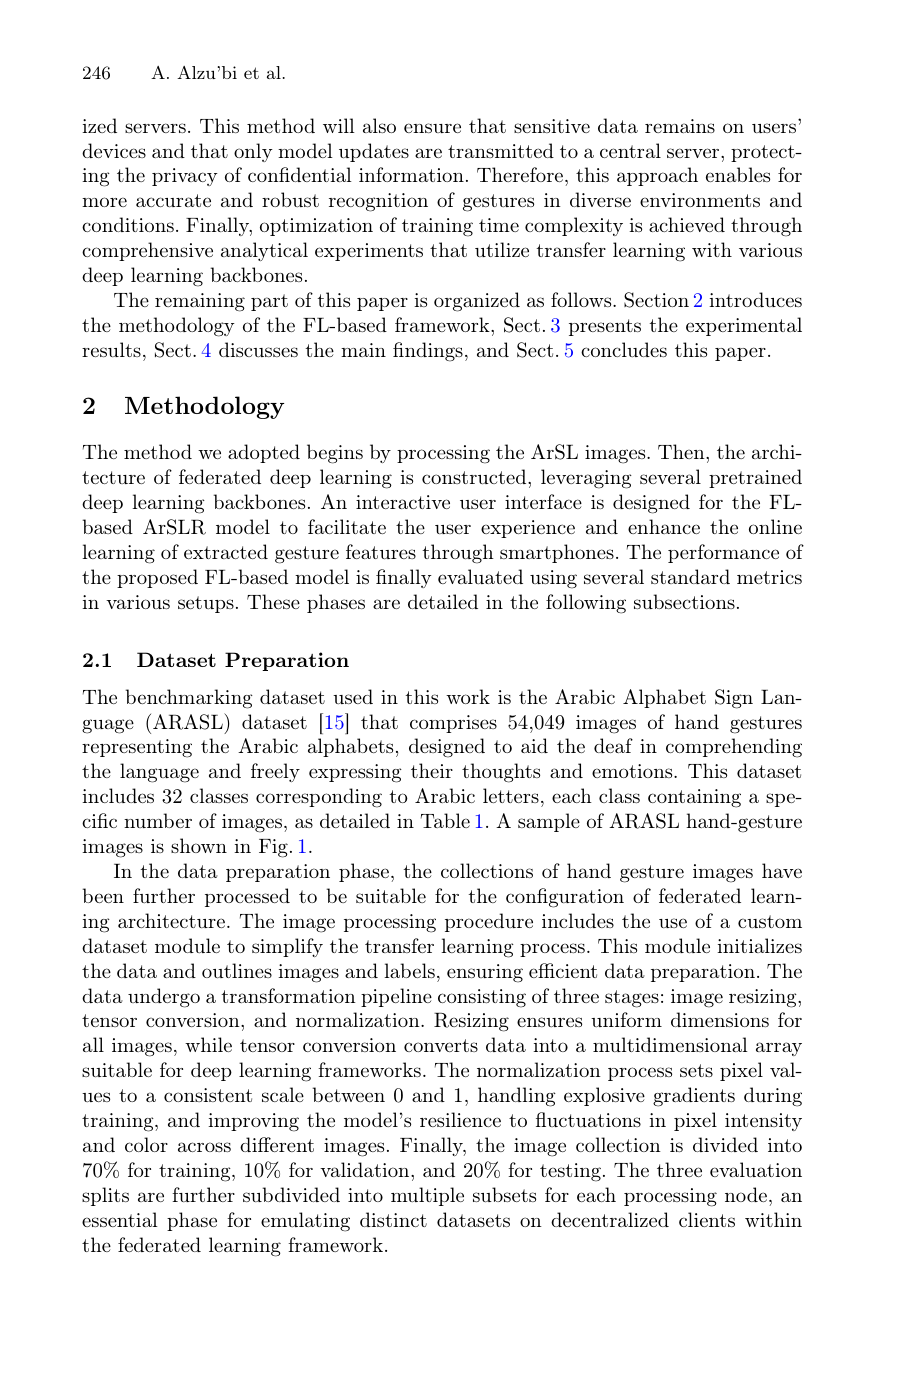 246 A. Alzu'bi et al.
ized servers. This method will also ensure that sensitive data remains on users'
devices and that only model updates are transmitted to a central server, protect-
ing the privacy of confidential information. Therefore, this approach enables for
more accurate and robust recognition of gestures in diverse environments and
conditions. Finally, optimization of training time complexity is achieved through
comprehensive analytical experiments that utilize transfer learning with various
deep learning backbones.
The remaining part of this paper is organized as follows. Section 2 introduces
the methodology of the FL-based framework, Sect. 3 presents the experimental
results, Sect. 4 discusses the main findings, and Sect. 5 concludes this paper.
2 Methodology
The method we adopted begins by processing the ArSL images. Then, the archi-
tecture of federated deep learning is constructed, leveraging several pretrained
deep learning backbones. An interactive user interface is designed for the FL-
based ArSLR model to facilitate the user experience and enhance the online
learning of extracted gesture features through smartphones. The performance of
the proposed FL-based model is finally evaluated using several standard metrics
in various setups. These phases are detailed in the following subsections.
2.1 Dataset Preparation
The benchmarking dataset used in this work is the Arabic Alphabet Sign Lan-
guage (ARASL) dataset [15] that comprises 54,049 images of hand gestures
representing the Arabic alphabets, designed to aid the deaf in comprehending
the language and freely expressing their thoughts and emotions. This dataset
includes 32 classes corresponding to Arabic letters, each class containing a spe-
cific number of images, as detailed in Table 1. A sample of ARASL hand-gesture
images is shown in Fig. 1.
In the data preparation phase, the collections of hand gesture images have
been further processed to be suitable for the configuration of federated learn-
ing architecture. The image processing procedure includes the use of a custom
dataset module to simplify the transfer learning process. This module initializes
the data and outlines images and labels, ensuring efficient data preparation. The
data undergo a transformation pipeline consisting of three stages: image resizing,
tensor conversion, and normalization. Resizing ensures uniform dimensions for
all images, while tensor conversion converts data into a multidimensional array
suitable for deep learning frameworks. The normalization process sets pixel val-
ues to a consistent scale between 0 and 1, handling explosive gradients during
training, and improving the model's resilience to fluctuations in pixel intensity
and color across different images. Finally, the image collection is divided into
70% for training, 10% for validation, and 20% for testing. The three evaluation
splits are further subdivided into multiple subsets for each processing node, an
essential phase for emulating distinct datasets on decentralized clients within
the federated learning framework.